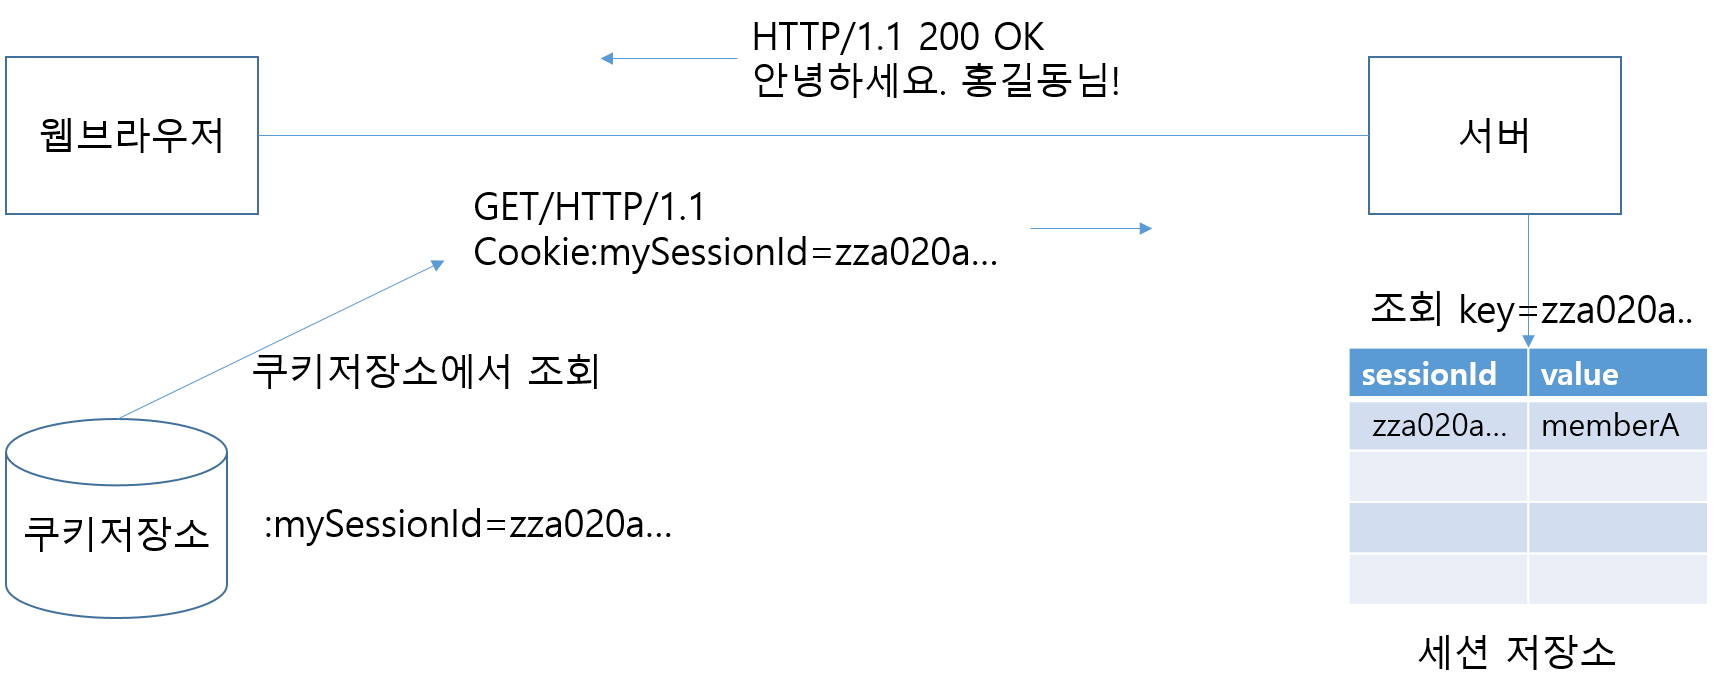 HTTP/1.1 200 OK
안녕하세요. 홍길동님!
웹브라우저
서버
GET/HTTP/1.1
Cookie:mySessionId=zza020a...
조회 key=zza020a..
쿠키저장소에서 조회
sessionId value
zza020a... memberA
쿠키저장소
:mySessionId=zza020a...
세션 저장소